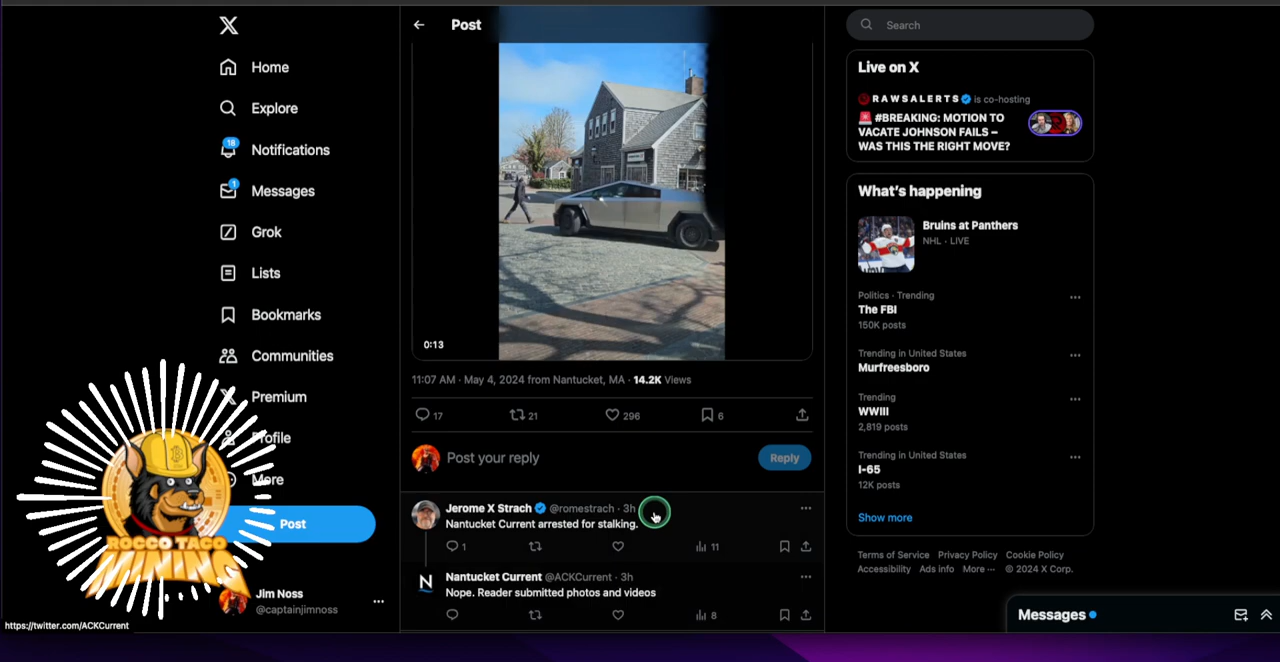 Home
Explore
18
Notifications
1
Messages
Grok
Lists
Bookmarks
Communities
Premium
Profile
More
Post
ROCCO TACO
MINING
Jim Noss
@captainjimnoss
https://twitter.com/ACKCurrent
Post
0:13
11:07 AM · May 4, 2024 from Nantucket, MA · 14.2K Views
17 21 296 6
Post your reply
Reply
Jerome X Strach @romestrach · 3h
Nantucket Current arrested for stalking.
1 11
Nantucket Current @ACKCurrent · 3h
Nope. Reader submitted photos and videos
8
Search
Live on X
RAWSALERTS is co-hosting
#BREAKING: MOTION TO
VACATE JOHNSON FAILS –
WAS THIS THE RIGHT MOVE?
What's happening
Bruins at Panthers
NHL · LIVE
Politics · Trending
The FBI
150K posts
Trending in United States
Murfreesboro
Trending
WWIII
2,819 posts
Trending in United States
I-65
12K posts
Show more
Terms of Service Privacy Policy Cookie Policy
Accessibility Ads info More ··· © 2024 X Corp.
Messages